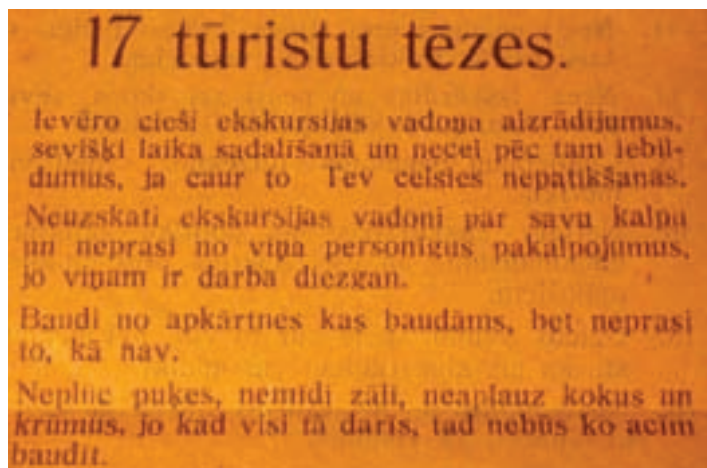 17 tūristu tēzes.
Ievēro cieši ekskursijas vadoņa aizrādijumus,
sevišķi laika sadalīšanā un necel pēc tam iebil-
dumus, ja caur to Tev celsies nepatikšanas.
Neuzskati ekskursijas vadoni par savu kalpu
un neprasi no viņa personīgus pakalpojumus,
jo viņam ir darba diezgan.
Baudi no apkārtnes kas baudāms, bet neprasi
to, kā nav.
Neplūc puķes, nemīdi zāli, neaplauz kokus un
krūmus, jo kad visi tā darīs, tad nebūs ko acīm
baudīt.